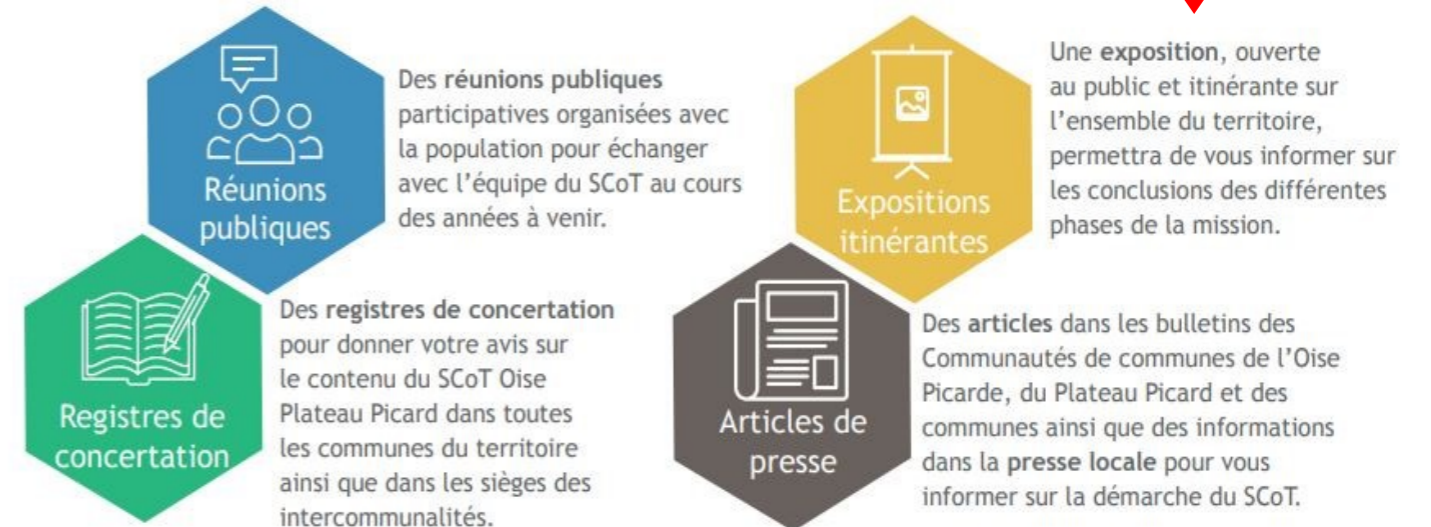 Réunions
publiques
Des réunions publiques
participatives organisées avec
la population pour échanger
avec l’équipe du SCoT au cours
des années à venir.
Expositions
itinérantes
Une exposition, ouverte
au public et itinérante sur
l’ensemble du territoire,
permettra de vous informer sur
les conclusions des différentes
phases de la mission.
Registres de
concertation
Des registres de concertation
pour donner votre avis sur
le contenu du SCoT Oise
Plateau Picard dans toutes
les communes du territoire
ainsi que dans les sièges des
intercommunalités.
Articles de
presse
Des articles dans les bulletins des
Communautés de communes de l’Oise
Picarde, du Plateau Picard et des
communes ainsi que des informations
dans la presse locale pour vous
informer sur la démarche du SCoT.